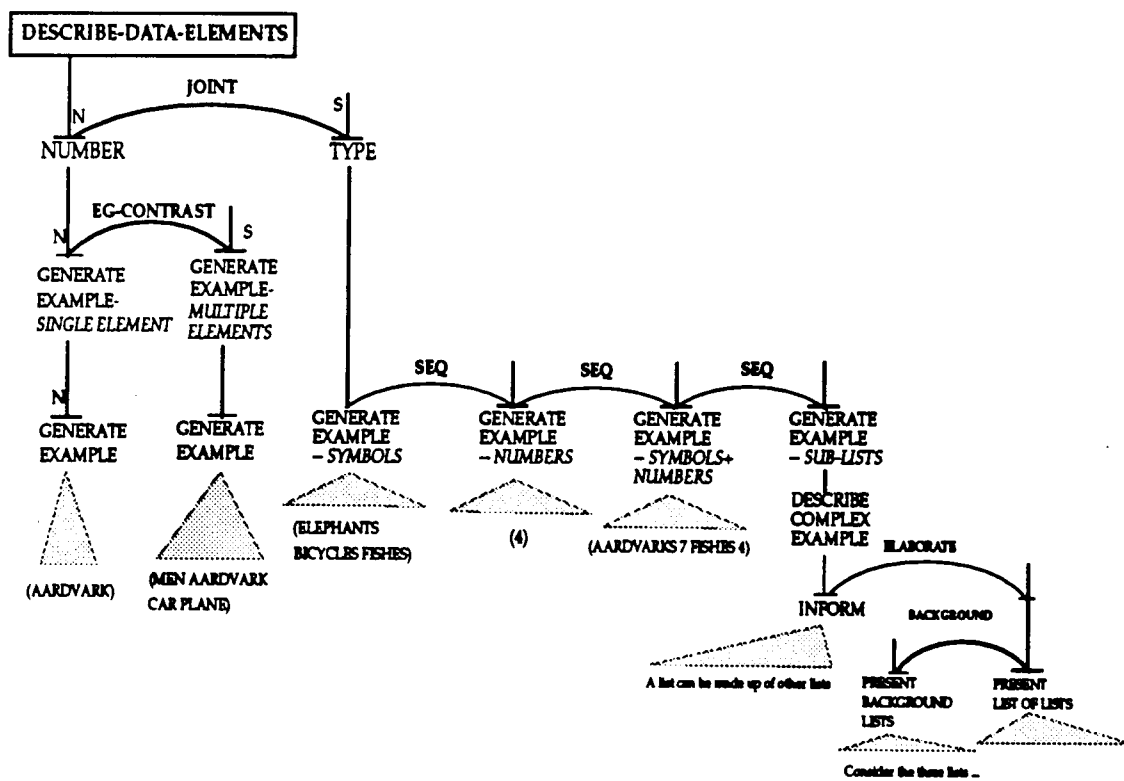 DESCRIBE-DATA-ELEMENTS
JOINT
N
S
NUMBER
TYPE
EG-CONTRAST
N
S
GENERATE
EXAMPLE-
SINGLE ELEMENT
GENERATE
EXAMPLE-
MULTIPLE
ELEMENTS
SEQ
SEQ
SEQ
N
GENERATE
EXAMPLE
GENERATE
EXAMPLE
GENERATE
EXAMPLE
– SYMBOLS
GENERATE
EXAMPLE
– NUMBERS
GENERATE
EXAMPLE
– SYMBOLS+
NUMBERS
GENERATE
EXAMPLE
– SUB-LISTS
(AARDVARK)
(MEN AARDVARK
CAR PLANE)
(ELEPHANTS
BICYCLES FISHES)
(4)
(AARDVARKS 7 FISHES 4)
DESCRIBE
COMPLEX
EXAMPLE
ELABORATE
INFORM
BACKGROUND
A list can be made up of other lists
PRESENT
BACKGROUND
LISTS
PRESENT
LIST OF LISTS
Consider the three lists ...